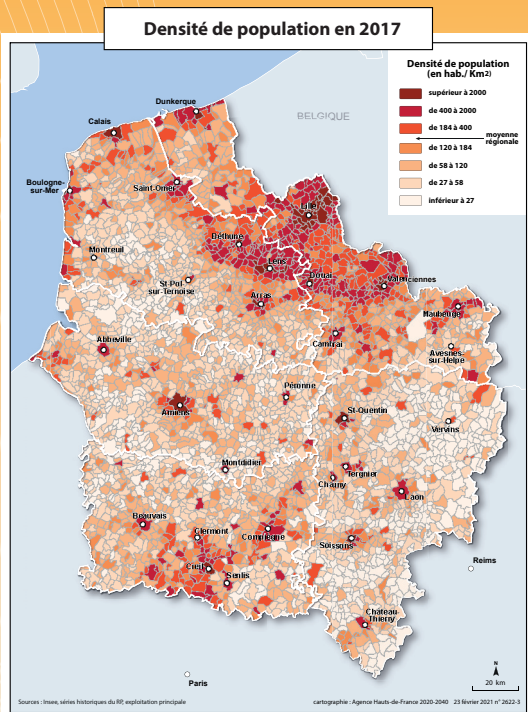 Densité de population en 2017
Densité de population
(en hab./ Km2)
supérieur à 2000
de 400 à 2000
de 184 à 400
moyenne
régionale
de 120 à 184
de 58 à 120
de 27 à 58
inférieur à 27
BELGIQUE
Dunkerque
Calais
Boulogne-
sur-Mer
Saint-Omer
Lille
Béthune
Lens
Montreuil
St-Pol-
sur-Ternoise
Douai
Valenciennes
Arras
Maubeuge
Cambrai
Avesnes-
sur-Helpe
Abbeville
Amiens
Péronne
St-Quentin
Vervins
Montdidier
Tergnier
Chauny
Laon
Beauvais
Clermont
Compiègne
Soissons
Creil
Senlis
Reims
Château-
Thierry
Paris
N
20 km
Sources : Insee, séries historiques du RP, exploitation principale
cartographie : Agence Hauts-de-France 2020-2040 23 février 2021 n° 2622-3